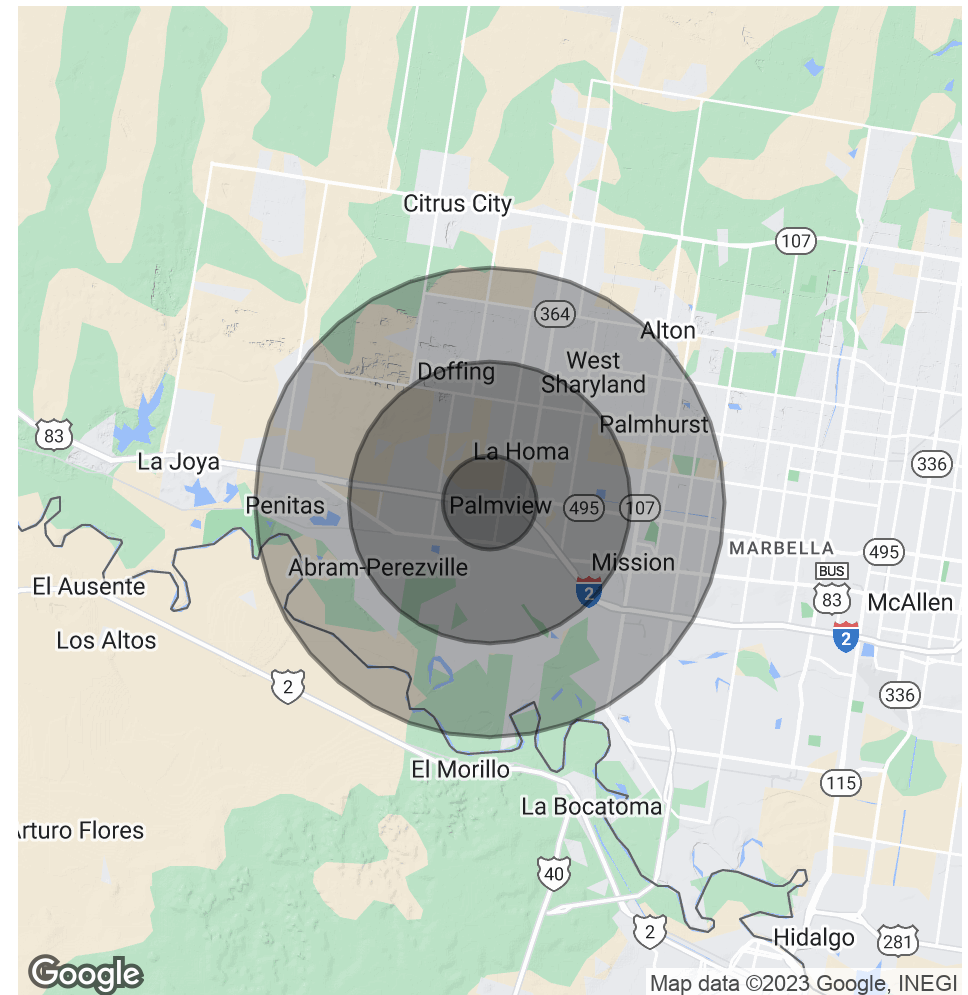 Citrus City
107
364
Alton
West
Sharyland
Doffing
Palmhurst
83
La Homa
La Joya
336
Penitas
Palmview
495
107
MARBELLA
495
Mission
Abram-Perezville
BUS
83
El Ausente
2
McAllen
2
Los Altos
2
336
El Morillo
115
La Bocatoma
rturo Flores
40
2
Hidalgo
281
Google
Map data ©2023 Google, INEGI